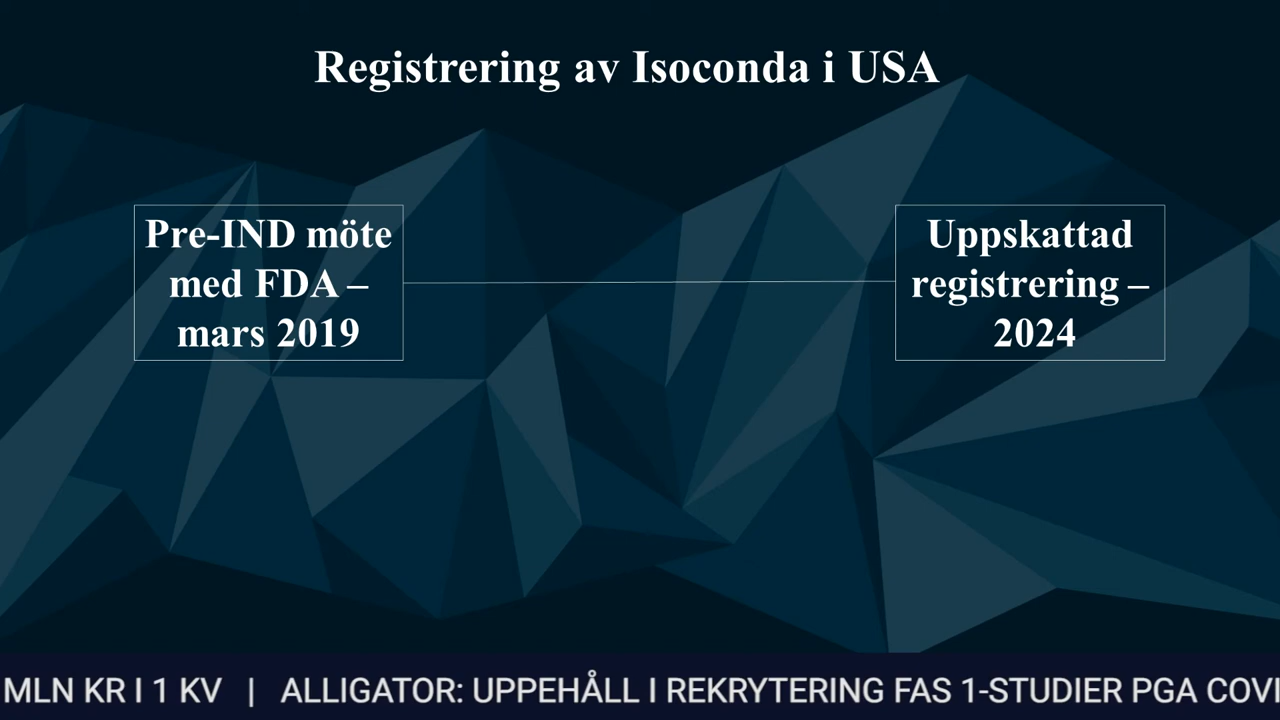 Registrering av Isoconda i USA
Pre-IND möte
med FDA –
mars 2019
Uppskattad
registrering –
2024
MLN KR I 1 KV | ALLIGATOR: UPPEHÅLL I REKRYTERING FAS 1-STUDIER PGA COVI